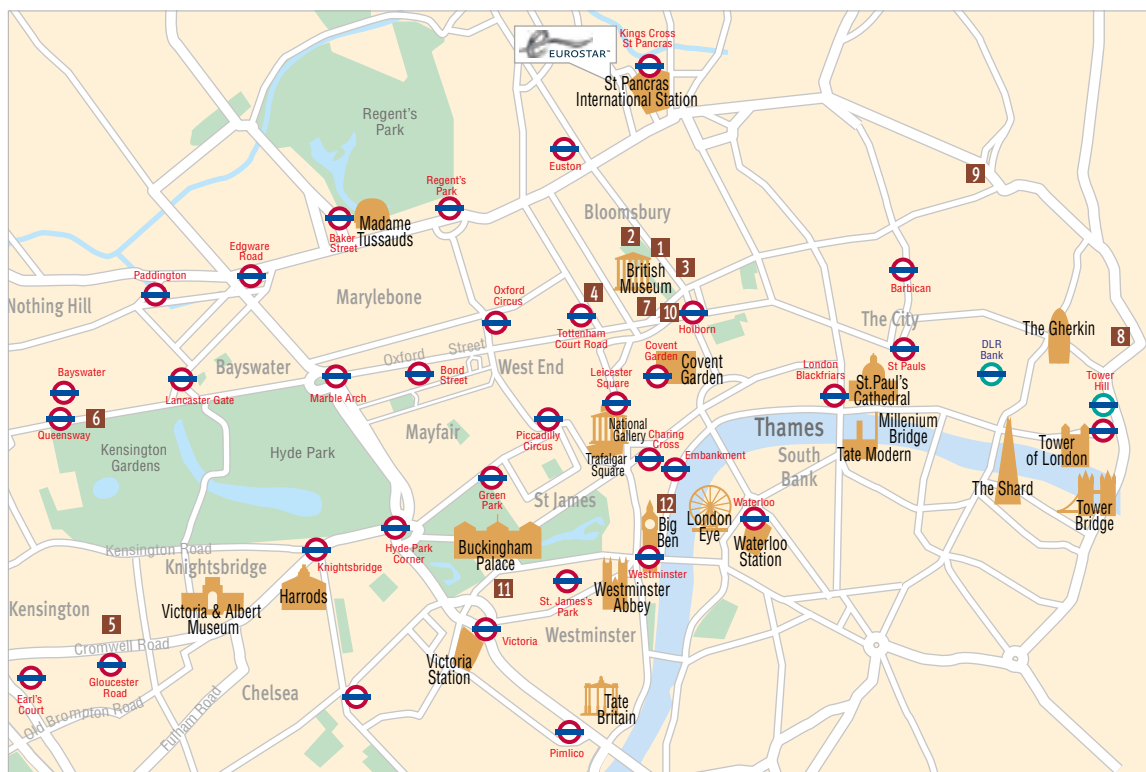 Kings Cross
St Pancras
EUROSTAR™
St Pancras
International Station
Regent's
Park
Euston
9
Regent's
Park
Bloomsbury
Madame
Tussauds
Baker
Street
2
1
3
British
Museum
Edgware
Road
Paddington
Barbican
Nothing Hill
Marylebone
Oxford
Circus
4
7
10
Tottenham
Court Road
Holborn
The City
The Gherkin
8
Oxford Street
West End
Covent
Garden
Covent
Garden
St Pauls
DLR
Bank
Bayswater
Bayswater
Lancaster Gate
Marble Arch
Bond
Street
Leicester
Square
London
Blackfriars
St.Paul's
Cathedral
Tower
Hill
6
Queensway
Mayfair
Piccadilly
Circus
National
Gallery
Charing
Cross
Thames
Millenium
Bridge
Kensington
Gardens
Hyde Park
Trafalgar
Square
Embankment
South
Bank
Tate Modern
Tower
of London
Green
Park
St James
The Shard
12
Big
Ben
London
Eye
Waterloo
Waterloo
Station
Tower
Bridge
Kensington Road
Hyde Park
Corner
Buckingham
Palace
Knightsbridge
Knightsbridge
Westminster
Kensington
Victoria & Albert
Museum
Harrods
11
St. James's
Park
Westminster
Abbey
5
Cromwell Road
Victoria
Westminster
Gloucester
Road
Victoria
Station
Earl's
Court
Chelsea
Old Brompton Road
Fulham Road
Tate
Britain
Pimlico